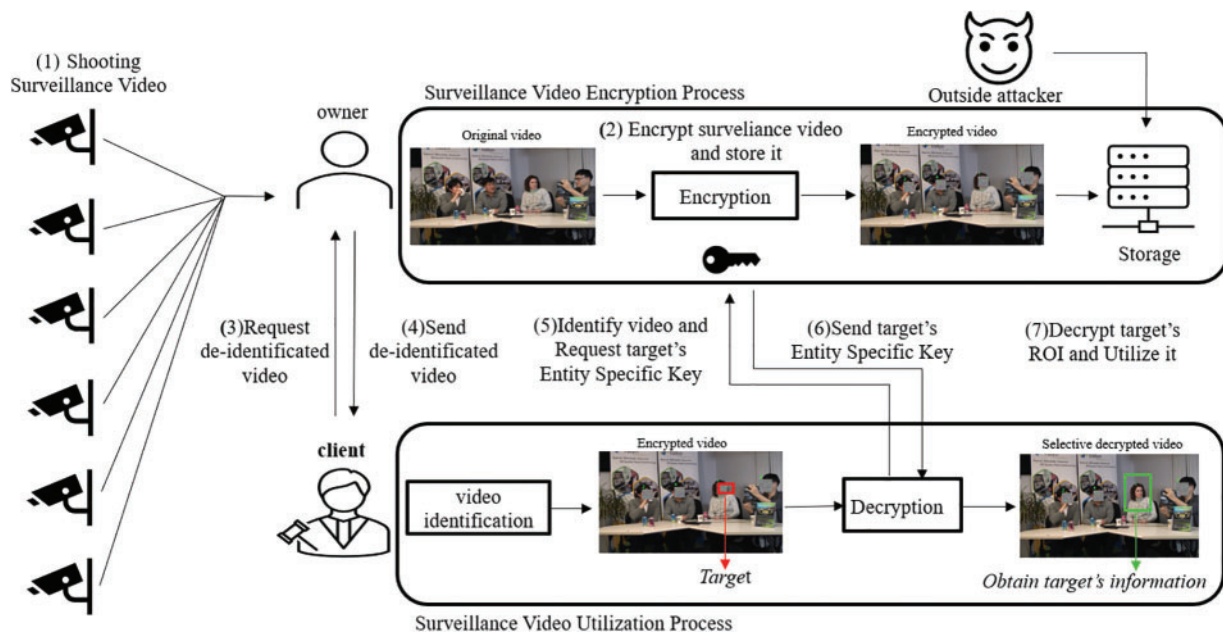 (1) Shooting
Surveillance Video
owner
Outside attacker
Surveillance Video Encryption Process
Original video
(2) Encrypt surveliance video
and store it
Encrypted video
Encryption
Storage
(3)Request
de-identificated
video
(4)Send
de-identificated
video
(5)Identify video and
Request target's
Entity Specific Key
(6)Send target's
Entity Specific Key
(7)Decrypt target's
ROI and Utilize it
client
video
identification
Encrypted video
Target
Decryption
Selective decrypted video
Obtain target's information
Surveillance Video Utilization Process